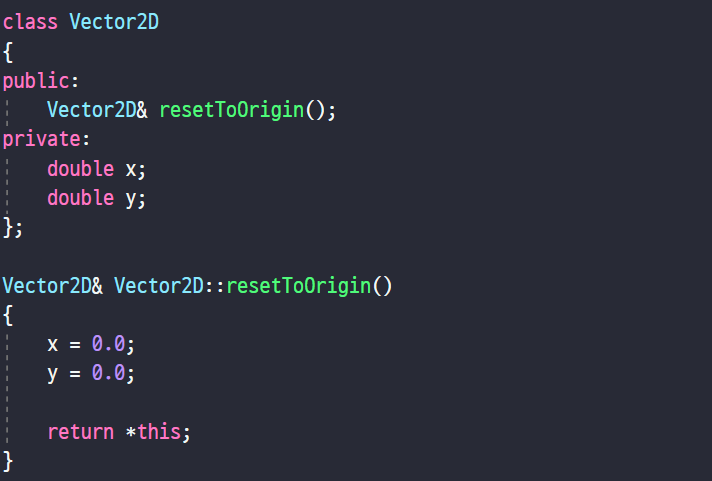 class Vector2D
{
public:
    Vector2D& resetToOrigin();
private:
    double x;
    double y;
};

Vector2D& Vector2D::resetToOrigin()
{
    x = 0.0;
    y = 0.0;

    return *this;
}